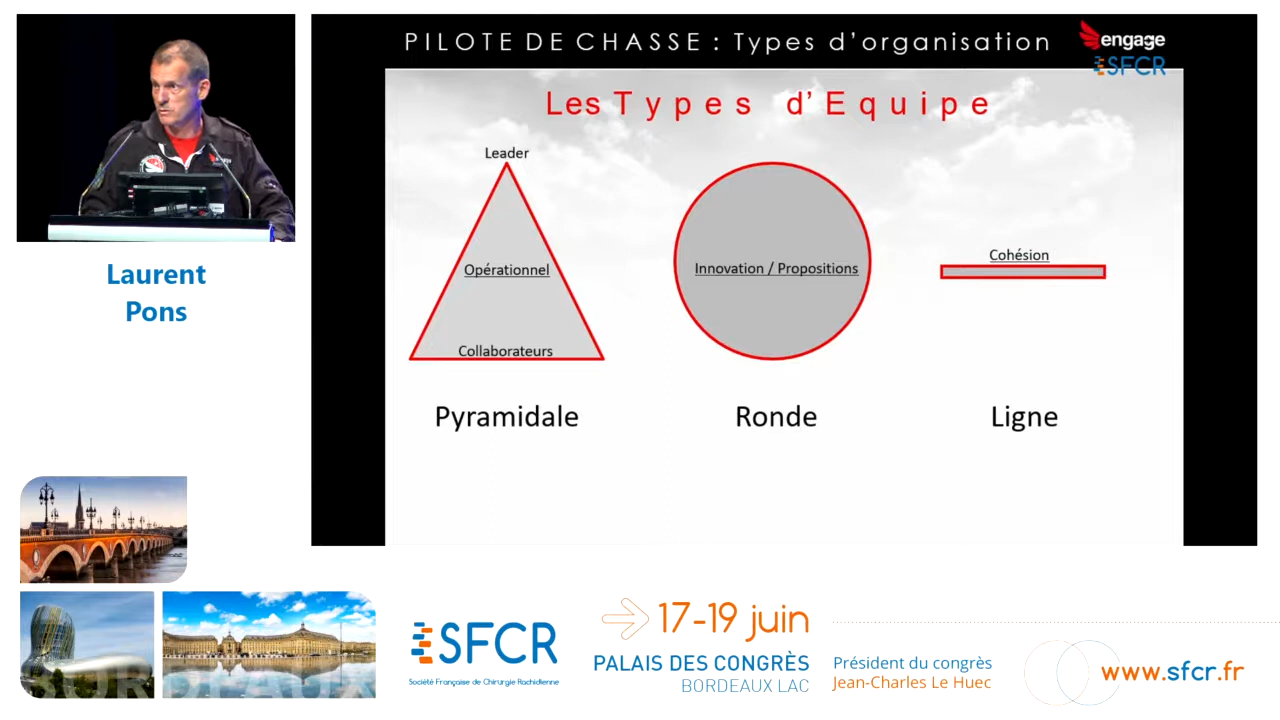 PILOTE DE CHASSE : Types d'organisation
engage
SFCR
Les Types d'Equipe
Leader
Opérationnel
Collaborateurs
Innovation / Propositions
Cohésion
Pyramidale
Ronde
Ligne
Laurent
Pons
BORDEAUX
SFCR
Société Française de Chirurgie Rachidienne
17-19 juin
PALAIS DES CONGRÈS
BORDEAUX LAC
Président du congrès
Jean-Charles Le Huec
www.sfcr.fr